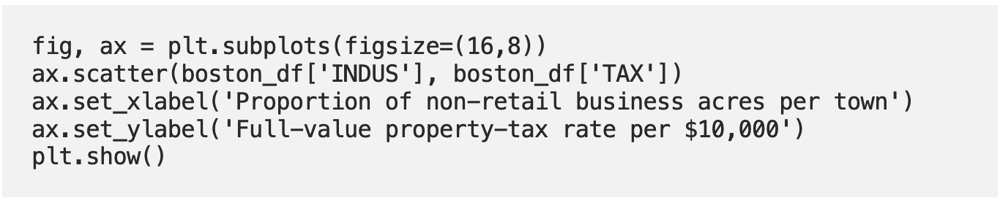 fig, ax = plt.subplots(figsize=(16,8))
ax.scatter(boston_df['INDUS'], boston_df['TAX'])
ax.set_xlabel('Proportion of non-retail business acres per town')
ax.set_ylabel('Full-value property-tax rate per $10,000')
plt.show()